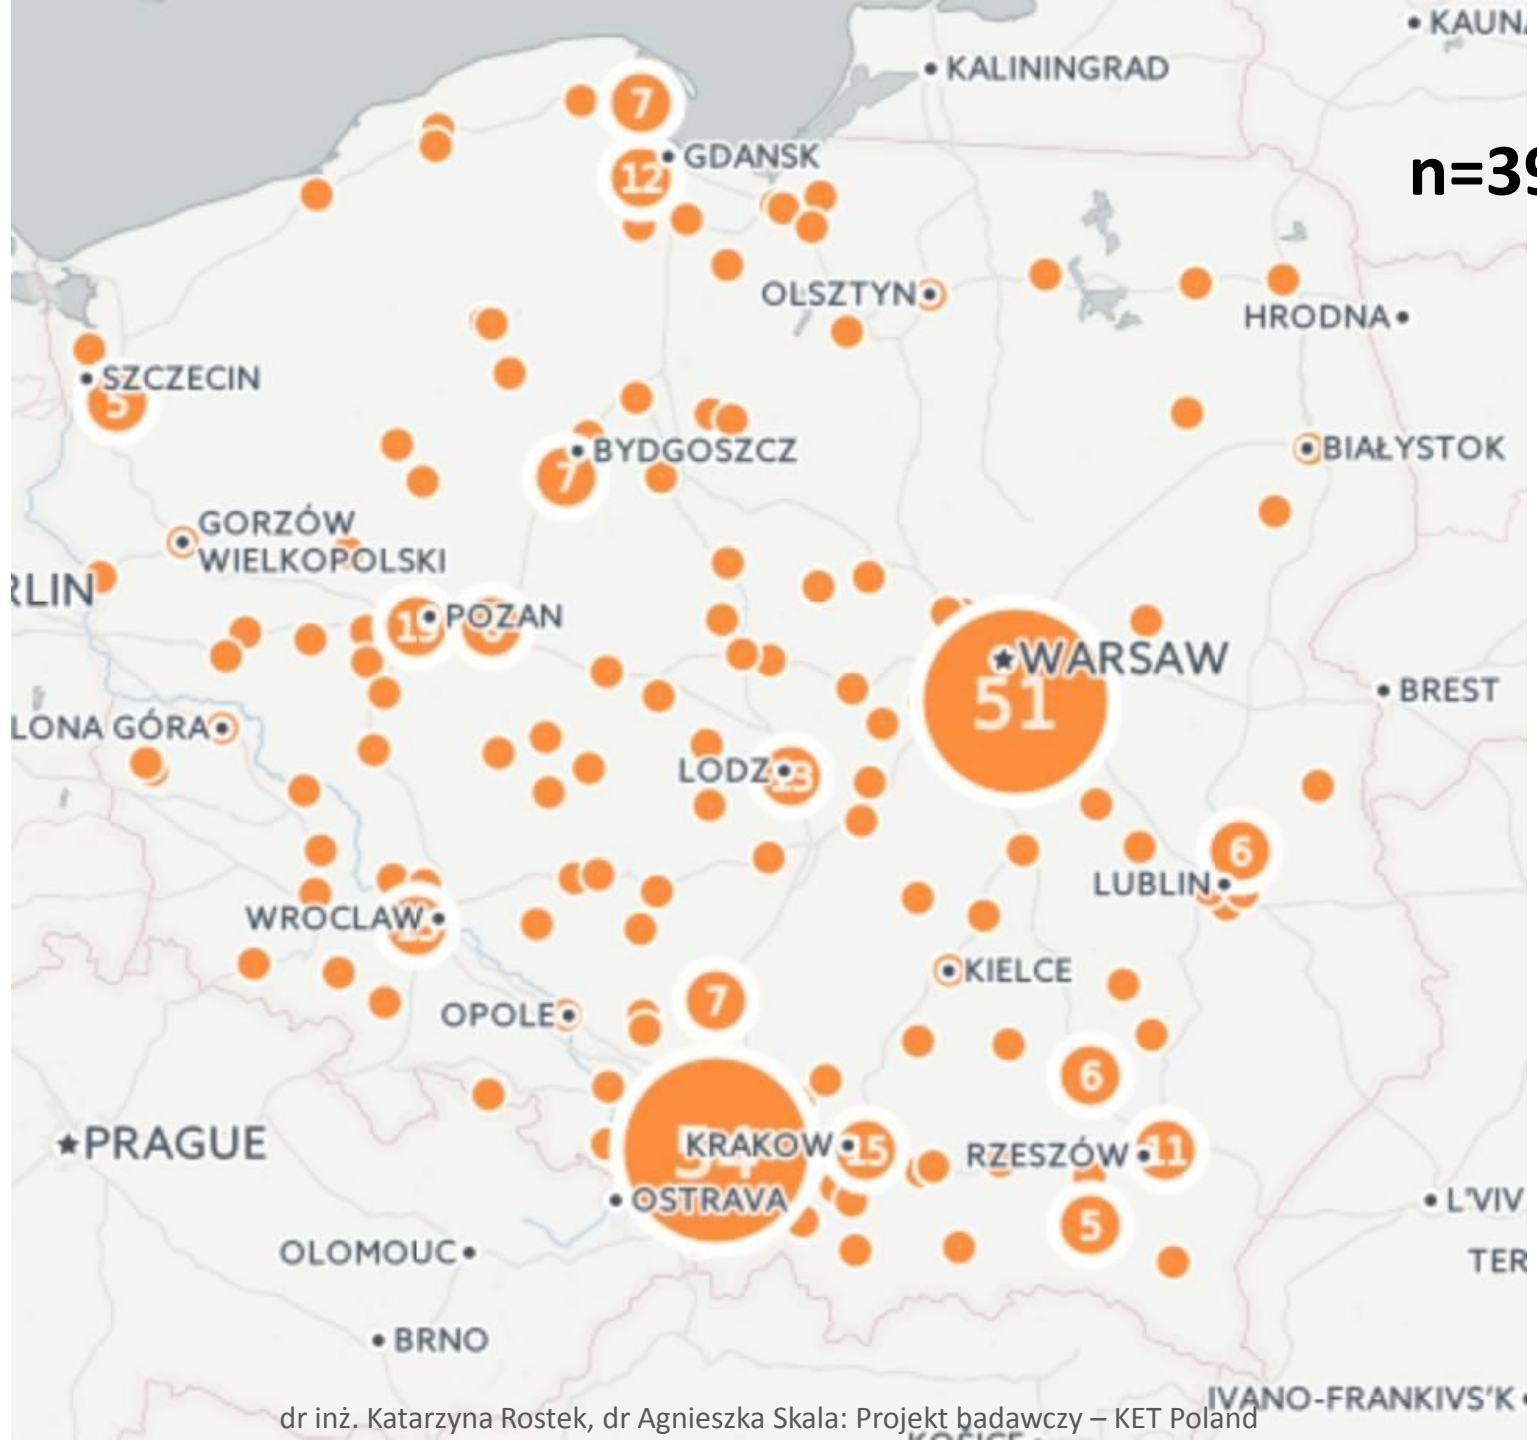 KALININGRAD
7
GDANSK
12
n=39
OLSZTYN
HRODNA
SZCZECIN
5
BYDGOSZCZ
7
BIAŁYSTOK
GORZÓW
WIELKOPOLSKI
RLIN
19
POZAN
WARSAW
51
BREST
LONA GÓRA
LODZ
13
6
LUBLIN
WROCLAW
KIELCE
7
OPOLE
6
PRAGUE
KRAKOW
15
RZESZÓW
11
OSTRAVA
L'VIV
5
OLOMOUC
TER
BRNO
IVANO-FRANKIVS'K
dr inż. Katarzyna Rostek, dr Agnieszka Skala: Projekt badawczy – KET Poland